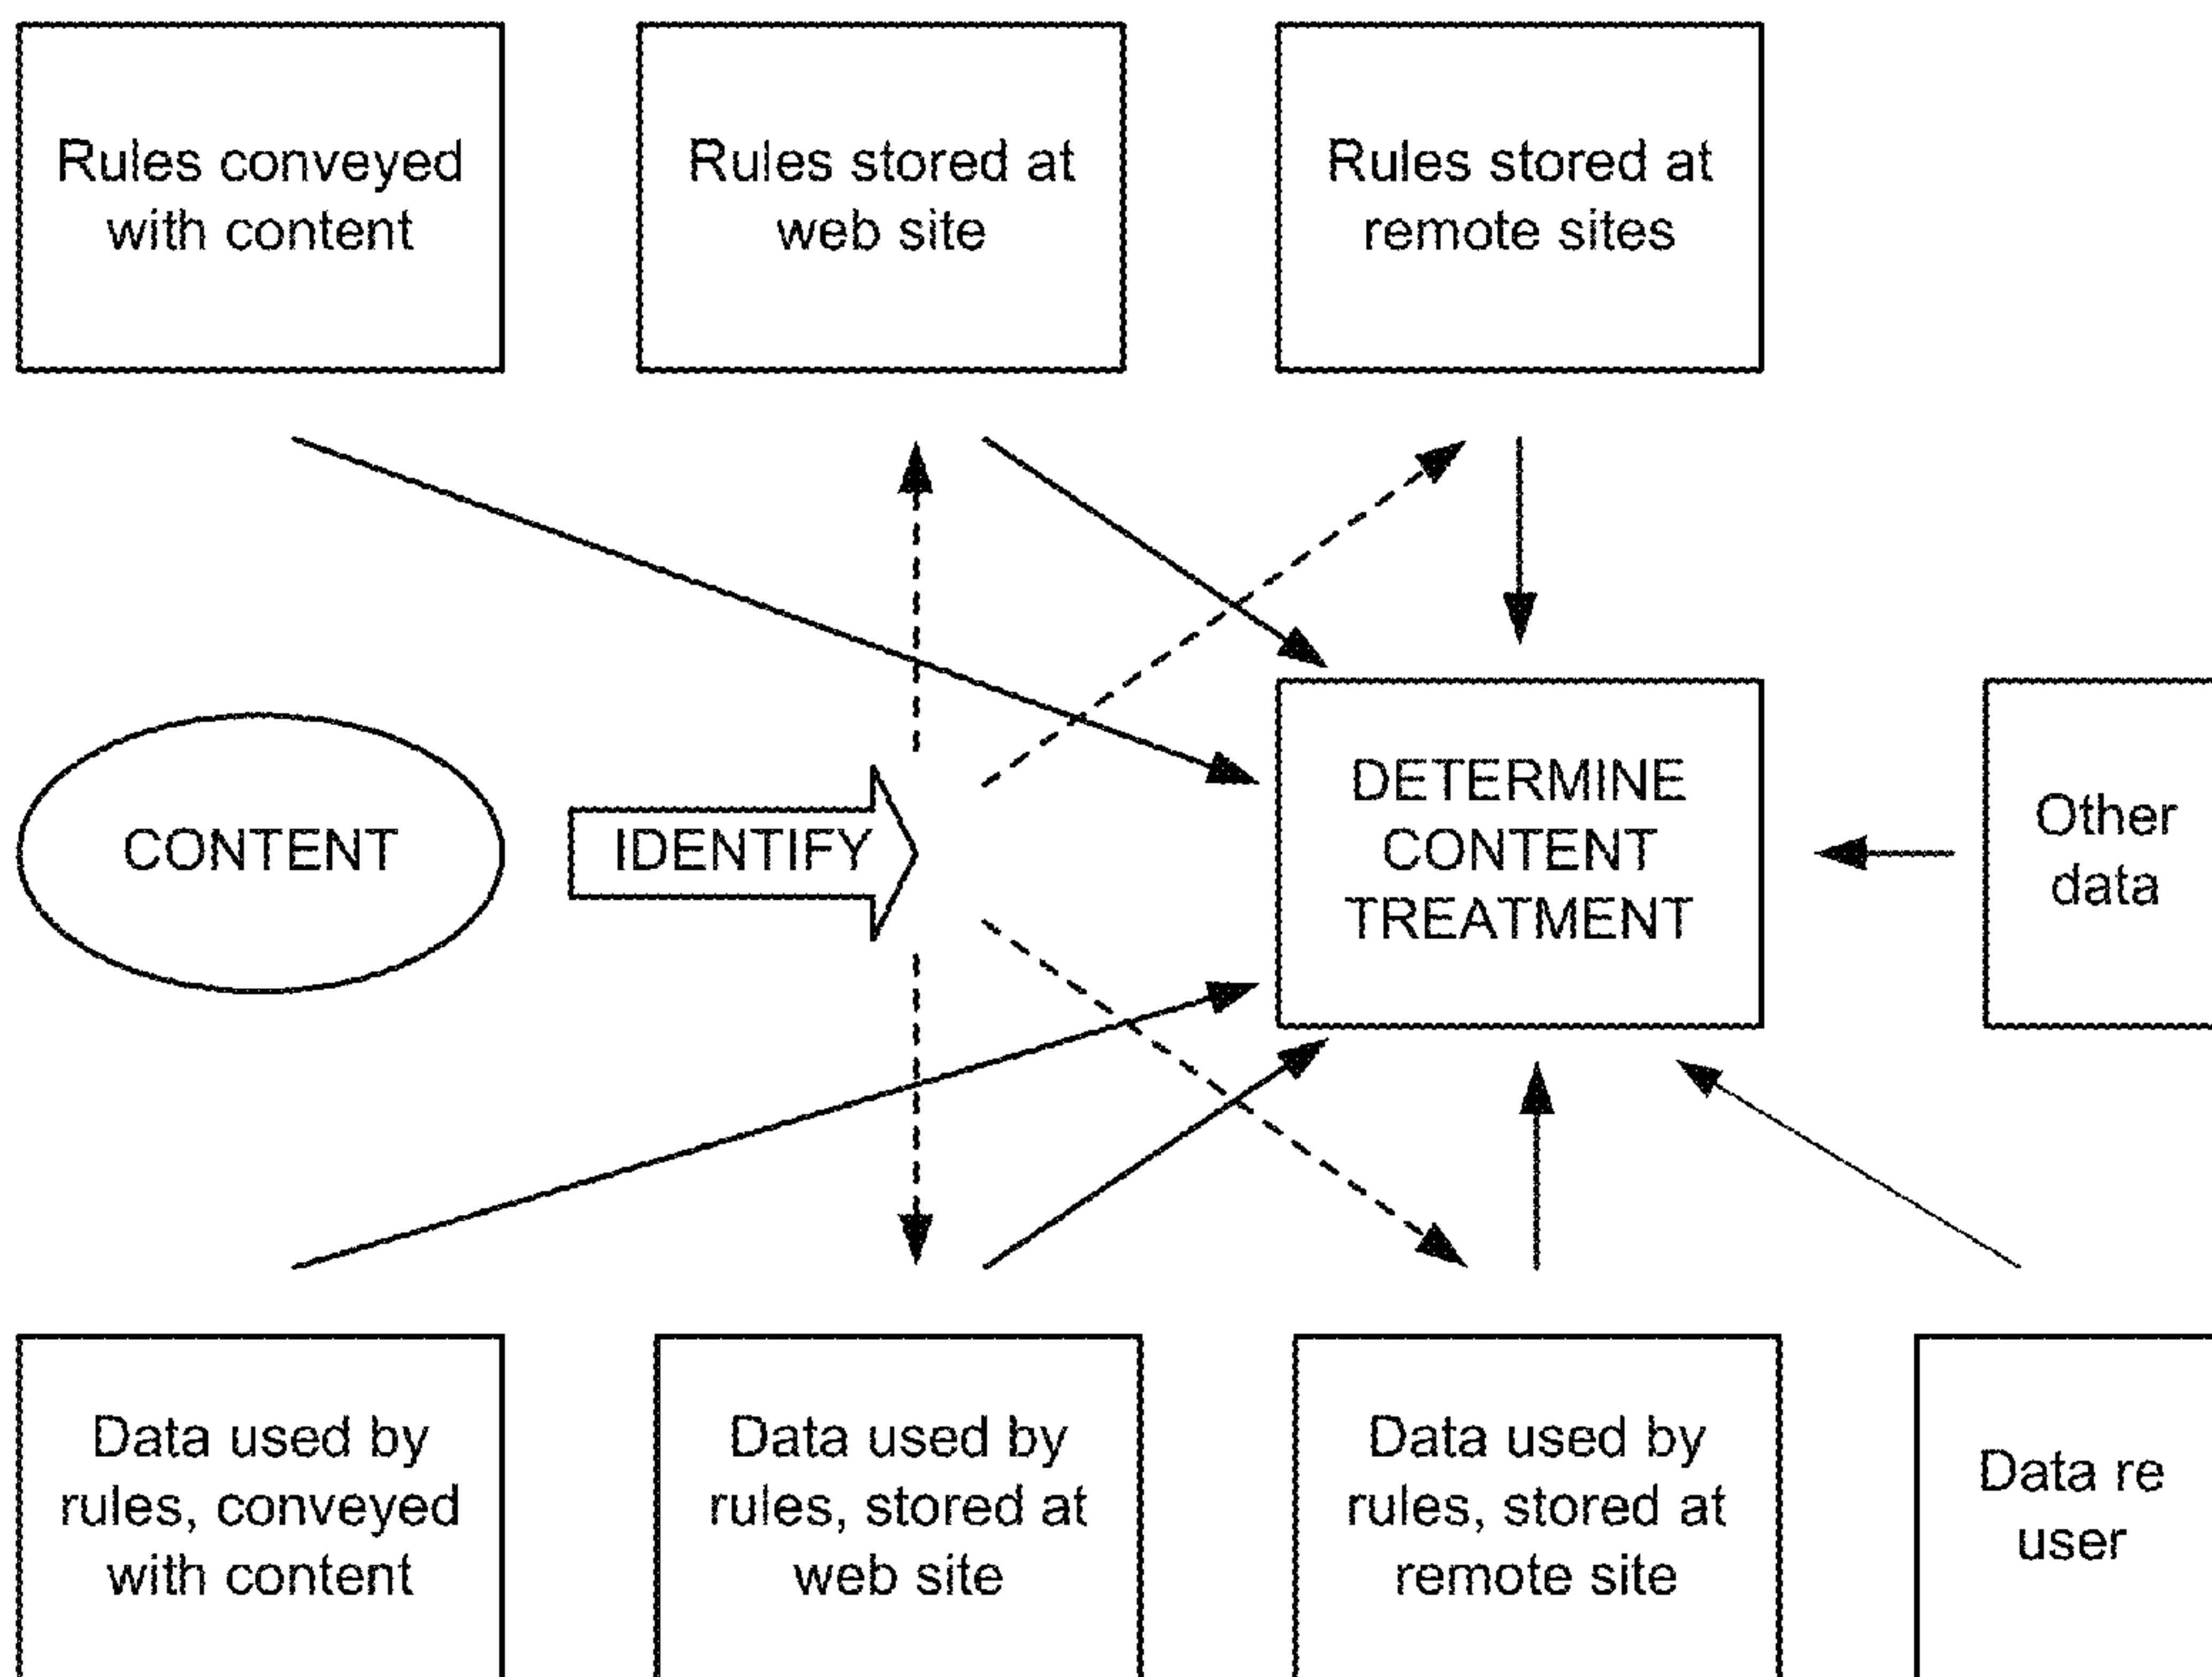 Rules conveyed
with content
Rules stored at
web site
Rules stored at
remote sites
CONTENT
IDENTIFY
DETERMINE
CONTENT
TREATMENT
Other
data
Data used by
rules, conveyed
with content
Data used by
rules, stored at
web site
Data used by
rules, stored at
remote site
Data re
user